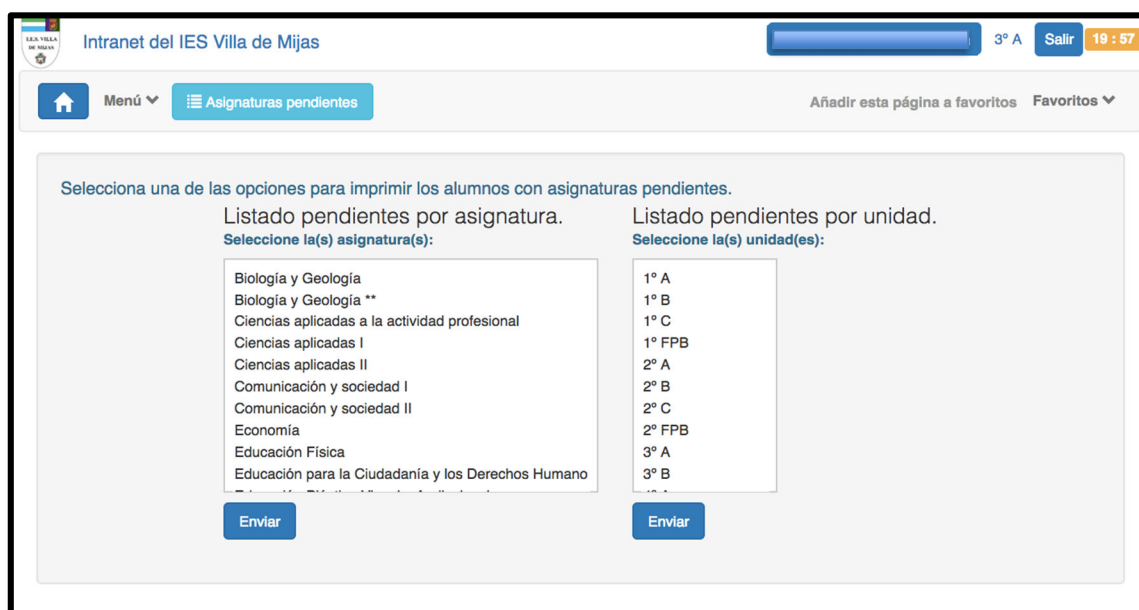 I.E.S. VILLA
DE MIJAS
Intranet del IES Villa de Mijas
3º A
Salir
19 : 57
Menú
Asignaturas pendientes
Añadir esta página a favoritos
Favoritos
Selecciona una de las opciones para imprimir los alumnos con asignaturas pendientes.
Listado pendientes por asignatura.
Seleccione la(s) asignatura(s):
Biología y Geología
Biología y Geología **
Ciencias aplicadas a la actividad profesional
Ciencias aplicadas I
Ciencias aplicadas II
Comunicación y sociedad I
Comunicación y sociedad II
Economía
Educación Física
Educación para la Ciudadanía y los Derechos Humano
Enviar
Listado pendientes por unidad.
Seleccione la(s) unidad(es):
1º A
1º B
1º C
1º FPB
2º A
2º B
2º C
2º FPB
3º A
3º B
Enviar